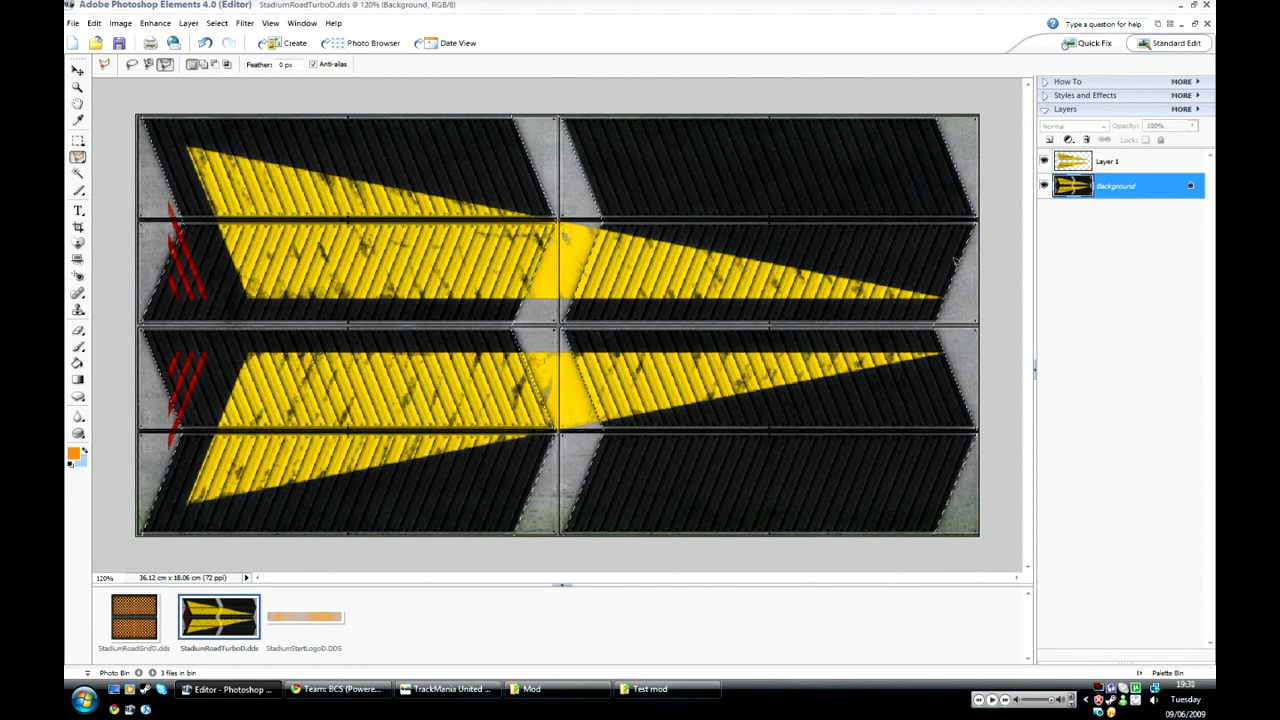 Adobe Photoshop Elements 4.0 (Editor)
StadiumRoadTurboD.dds @ 120% (Background, RGB/8)
File Edit Image Enhance Layer Select Filter View Window Help
Type a question for help
Create Photo Browser Date View
Quick Fix Standard Edit
Feather: 0 px Anti-alias
How To MORE
Styles and Effects MORE
Layers MORE
Normal Opacity: 100%
Lock:
Layer 1
Background
120% 36.12 cm x 18.06 cm (72 ppi)
StadiumRoadGridD.dds StadiumRoadTurboD.dds StadiumStartLogoD.DDS
Photo Bin 3 files in bin
Palette Bin
Editor - Photoshop ... Team: BCS (Powere... TrackMania United ... Mod Test mod
19:31
Tuesday
09/06/2009